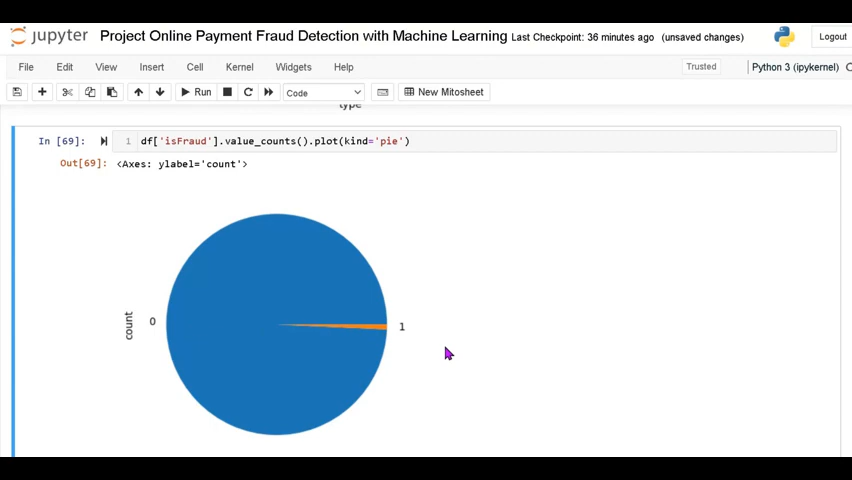 jupyter Project Online Payment Fraud Detection with Machine Learning Last Checkpoint: 36 minutes ago (unsaved changes) Logout
File Edit View Insert Cell Kernel Widgets Help Trusted Python 3 (ipykernel)
Run Code New Mitosheet
type
In [69]: 1 df['isFraud'].value_counts().plot(kind='pie')
Out[69]: <Axes: ylabel='count'>
count 0 1